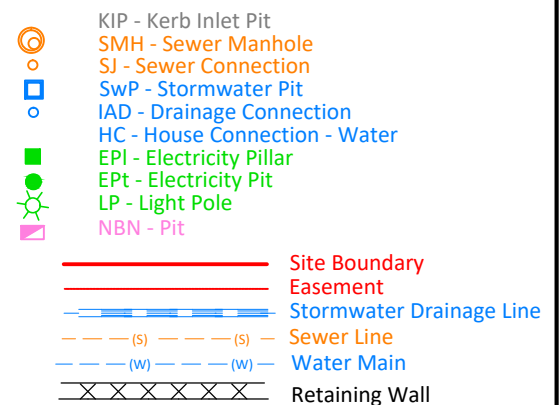 KIP - Kerb Inlet Pit
SMH - Sewer Manhole
SJ - Sewer Connection
SwP - Stormwater Pit
IAD - Drainage Connection
HC - House Connection - Water
EPl - Electricity Pillar
EPt - Electricity Pit
LP - Light Pole
NBN - Pit
Site Boundary
Easement
Stormwater Drainage Line
(S) (S) Sewer Line
(W) (W) Water Main
Retaining Wall